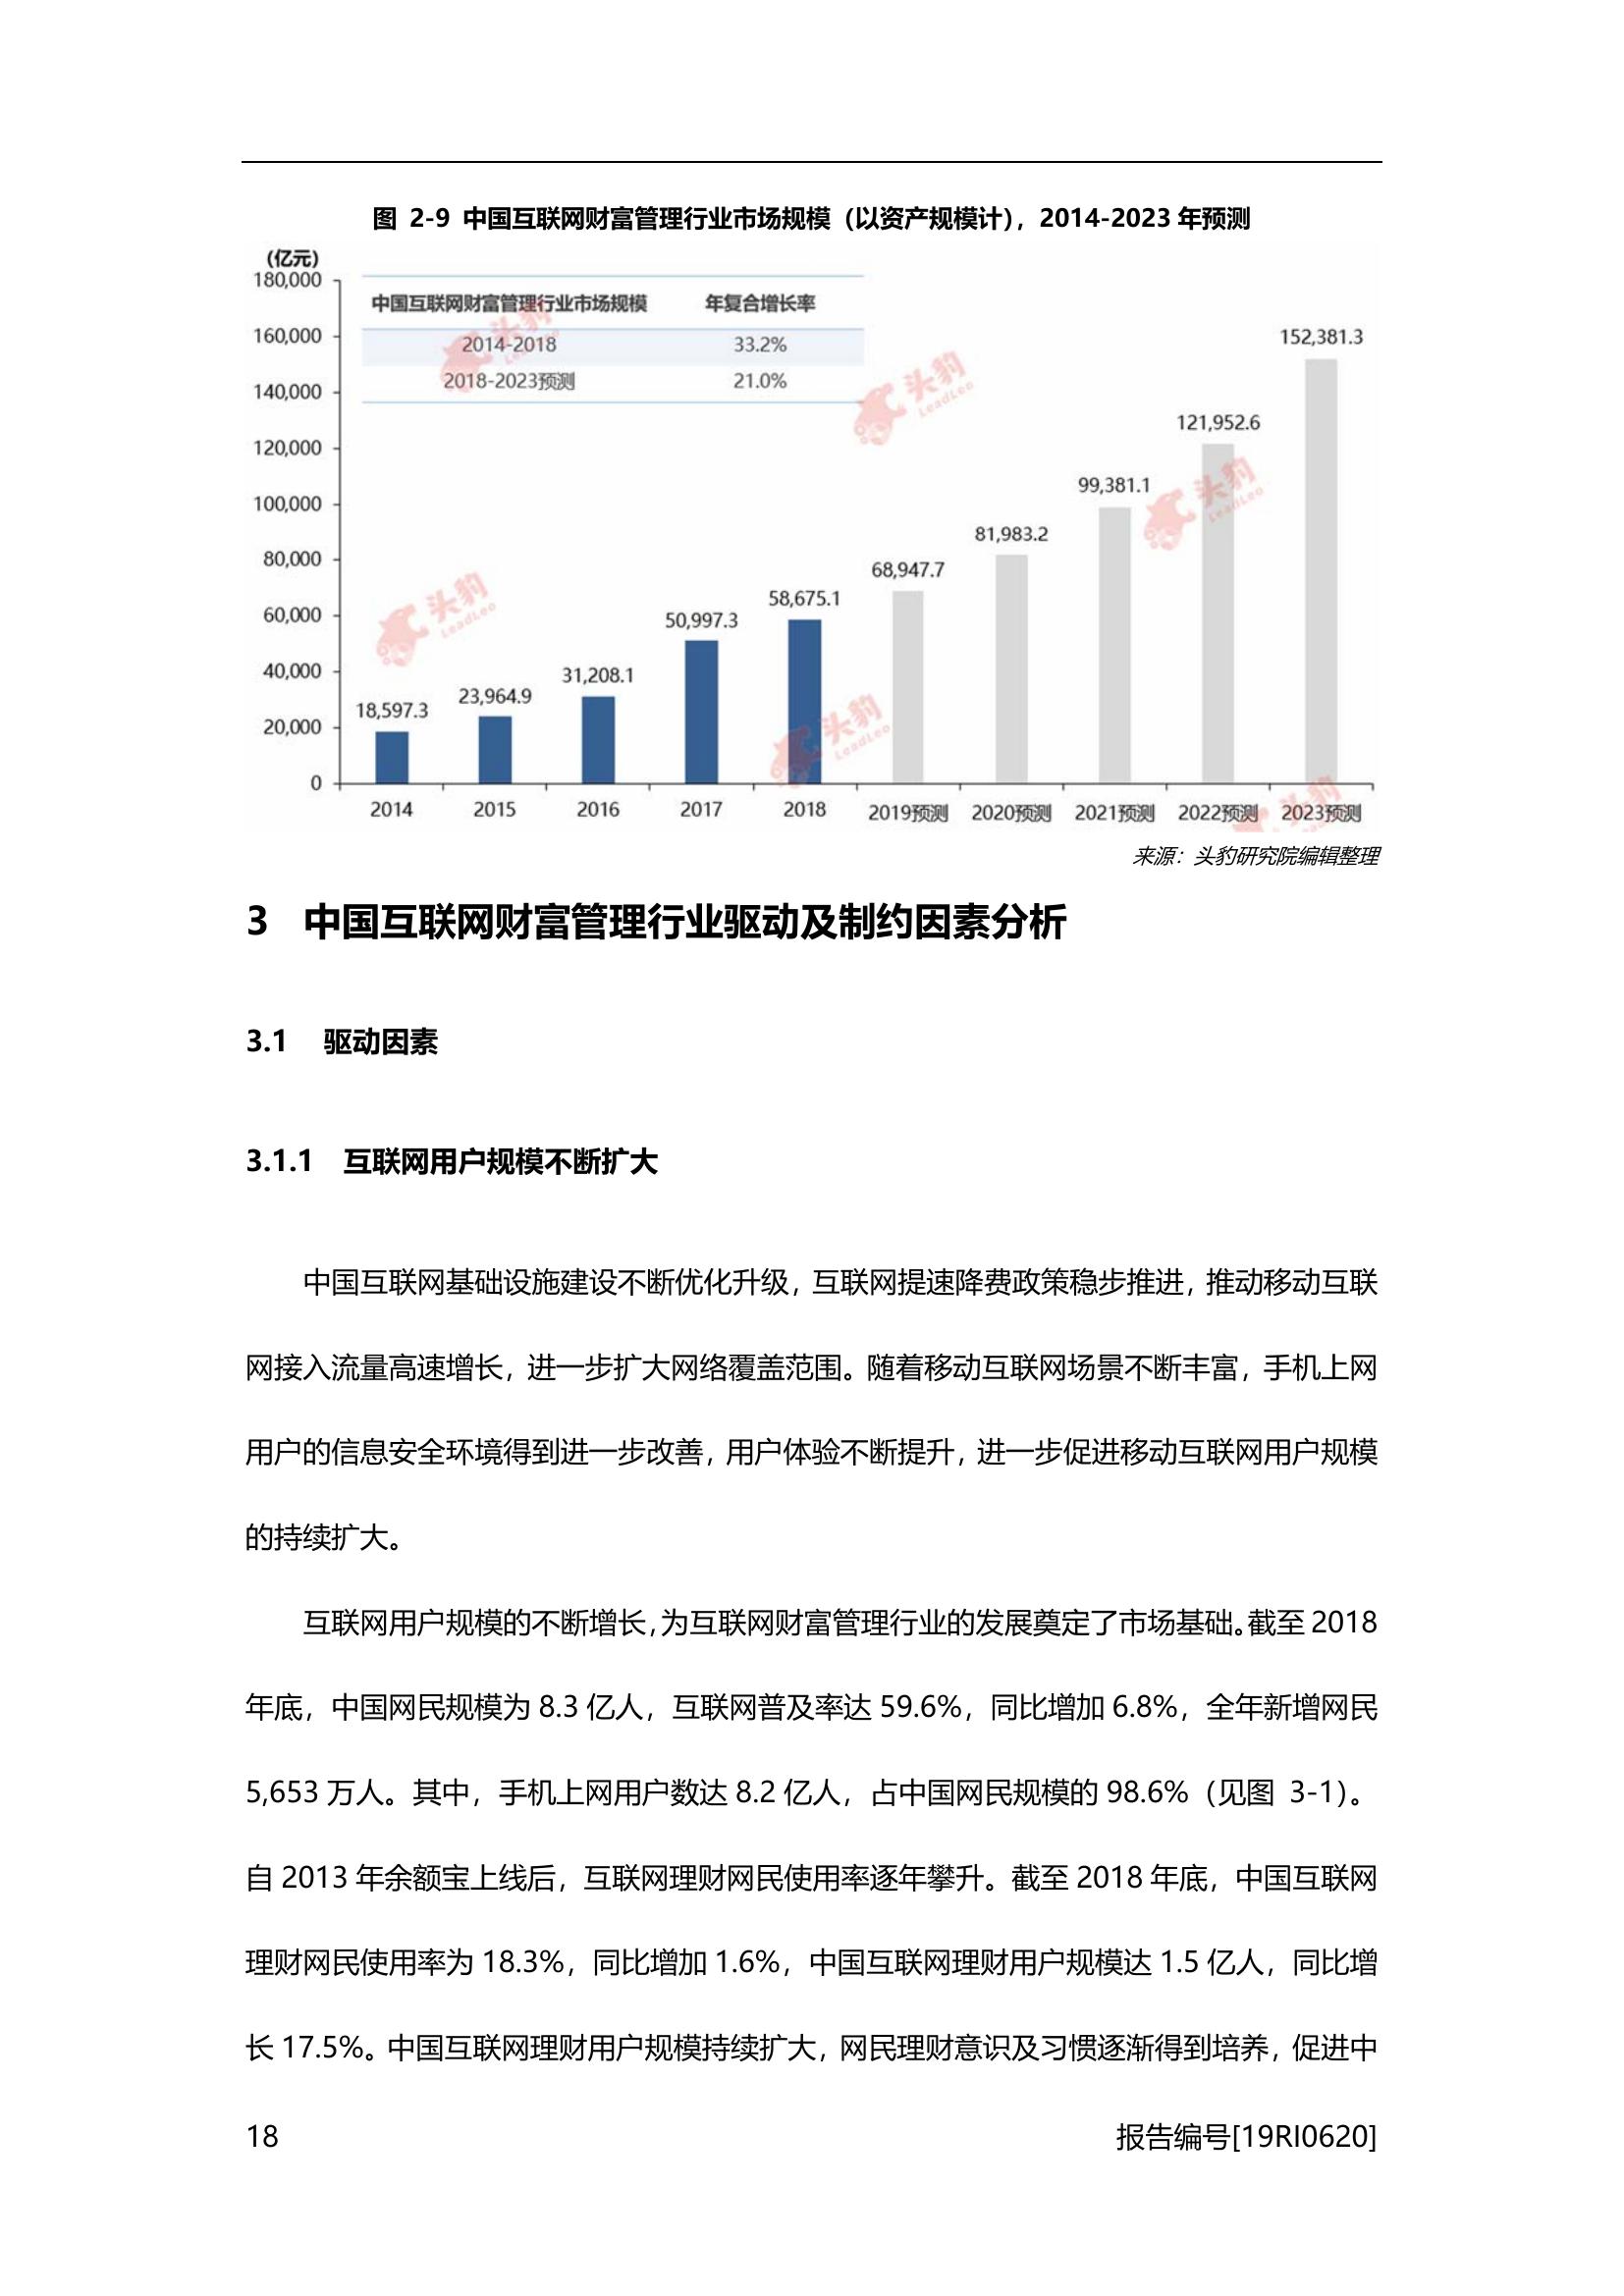 图 2-9 中国互联网财富管理行业市场规模（以资产规模计），2014-2023 年预测
(亿元)
180,000
160,000
140,000
120,000
100,000
80,000
60,000
40,000
20,000
0
中国互联网财富管理行业市场规模 年复合增长率
2014-2018 33.2%
2018-2023预测 21.0%
18,597.3
23,964.9
31,208.1
50,997.3
58,675.1
68,947.7
81,983.2
99,381.1
121,952.6
152,381.3
2014 2015 2016 2017 2018 2019预测 2020预测 2021预测 2022预测 2023预测
头豹
LeadLeo
头豹
LeadLeo
头豹
LeadLeo
头豹
LeadLeo
头豹
LeadLeo
头豹
来源：头豹研究院编辑整理
3 中国互联网财富管理行业驱动及制约因素分析
3.1 驱动因素
3.1.1 互联网用户规模不断扩大
中国互联网基础设施建设不断优化升级，互联网提速降费政策稳步推进，推动移动互联
网接入流量高速增长，进一步扩大网络覆盖范围。随着移动互联网场景不断丰富，手机上网
用户的信息安全环境得到进一步改善，用户体验不断提升，进一步促进移动互联网用户规模
的持续扩大。
互联网用户规模的不断增长，为互联网财富管理行业的发展奠定了市场基础。截至 2018
年底，中国网民规模为 8.3 亿人，互联网普及率达 59.6%，同比增加 6.8%，全年新增网民
5,653 万人。其中，手机上网用户数达 8.2 亿人，占中国网民规模的 98.6%（见图 3-1）。
自 2013 年余额宝上线后，互联网理财网民使用率逐年攀升。截至 2018 年底，中国互联网
理财网民使用率为 18.3%，同比增加 1.6%，中国互联网理财用户规模达 1.5 亿人，同比增
长 17.5%。中国互联网理财用户规模持续扩大，网民理财意识及习惯逐渐得到培养，促进中
18 报告编号[19RI0620]